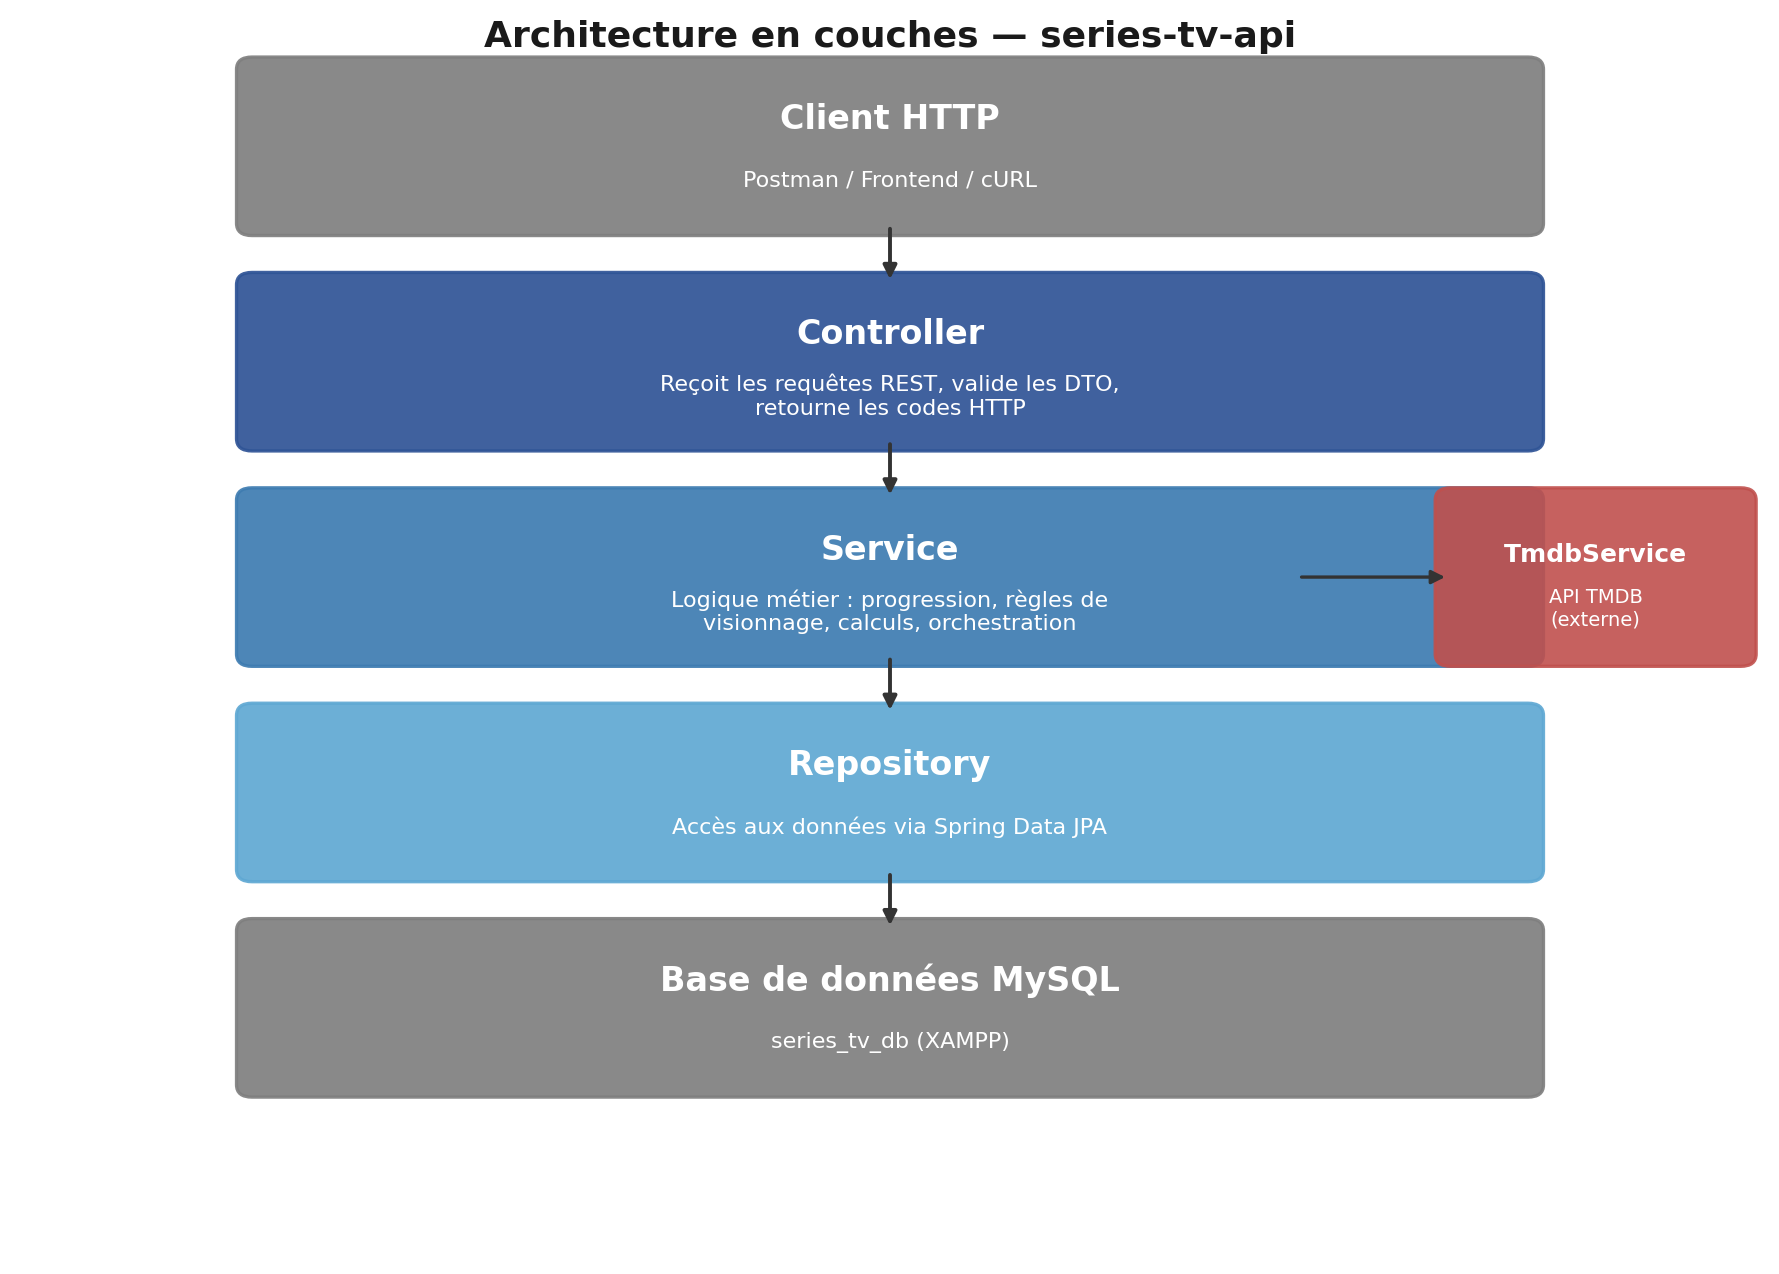 Architecture en couches — series-tv-api
Client HTTP
Postman / Frontend / cURL
Controller
Reçoit les requêtes REST, valide les DTO,
retourne les codes HTTP
Service
Logique métier : progression, règles de
visionnage, calculs, orchestration
TmdbService
API TMDB
(externe)
Repository
Accès aux données via Spring Data JPA
Base de données MySQL
series_tv_db (XAMPP)